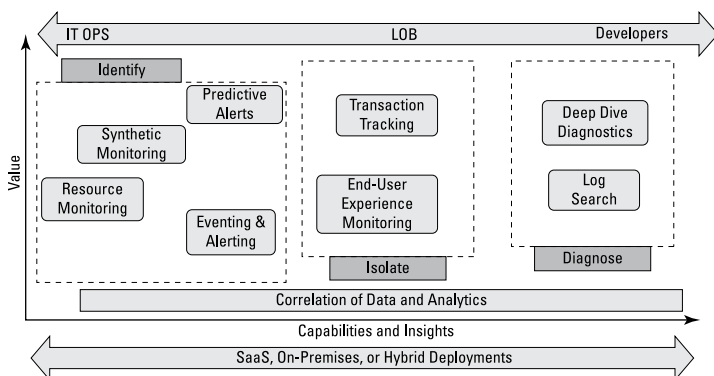 IT OPS
LOB
Developers
Identify
Predictive
Alerts
Synthetic
Monitoring
Resource
Monitoring
Eventing &
Alerting
Transaction
Tracking
End-User
Experience
Monitoring
Isolate
Deep Dive
Diagnostics
Log
Search
Diagnose
Value
Correlation of Data and Analytics
Capabilities and Insights
SaaS, On-Premises, or Hybrid Deployments